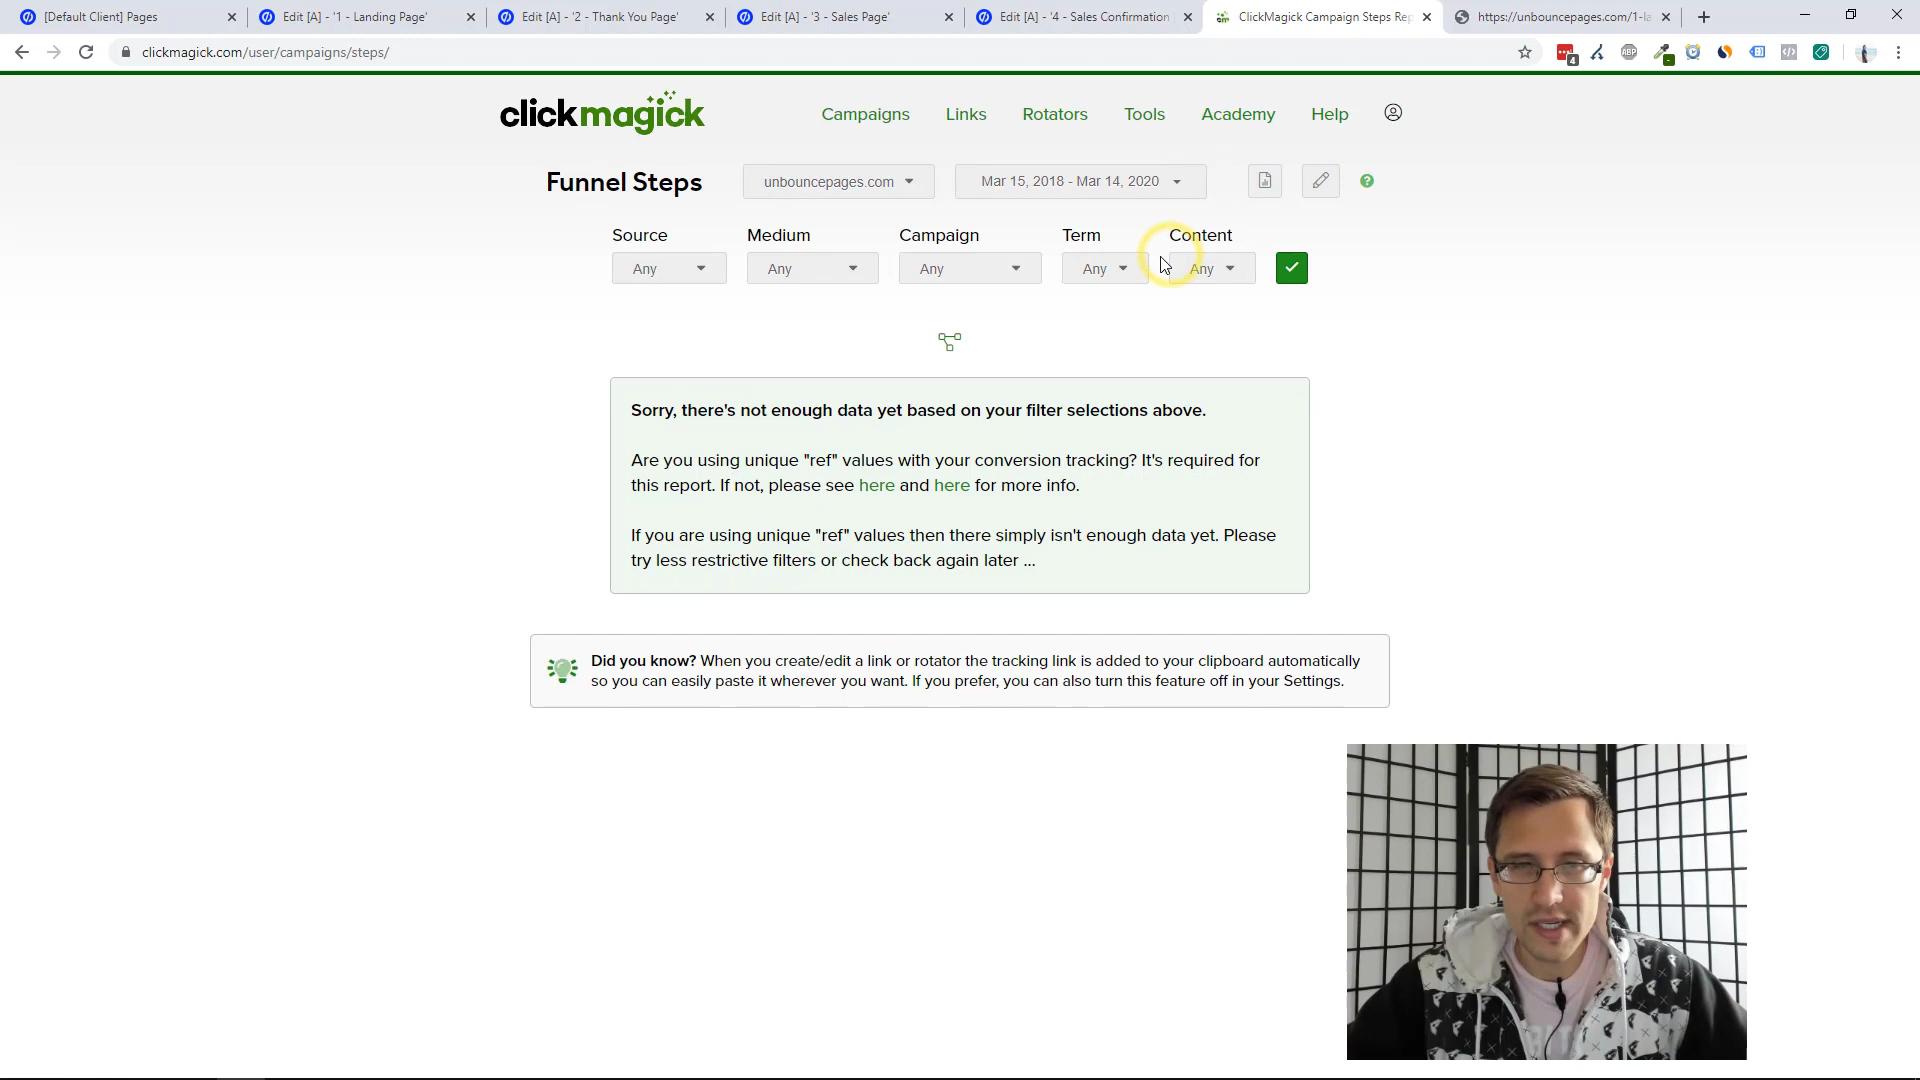 [Default Client] Pages
Edit [A] - '1 - Landing Page'
Edit [A] - '2 - Thank You Page'
Edit [A] - '3 - Sales Page'
Edit [A] - '4 - Sales Confirmation
ClickMagick Campaign Steps Rep
https://unbouncepages.com/1-la
clickmagick.com/user/campaigns/steps/
ABP
4
clickmagick
Campaigns
Links
Rotators
Tools
Academy
Help
Funnel Steps
unbouncepages.com
Mar 15, 2018 - Mar 14, 2020
Source
Medium
Campaign
Term
Content
Any
Any
Any
Any
Any
Sorry, there's not enough data yet based on your filter selections above.
Are you using unique "ref" values with your conversion tracking? It's required for
this report. If not, please see here and here for more info.
If you are using unique "ref" values then there simply isn't enough data yet. Please
try less restrictive filters or check back again later ...
Did you know? When you create/edit a link or rotator the tracking link is added to your clipboard automatically
so you can easily paste it wherever you want. If you prefer, you can also turn this feature off in your Settings.